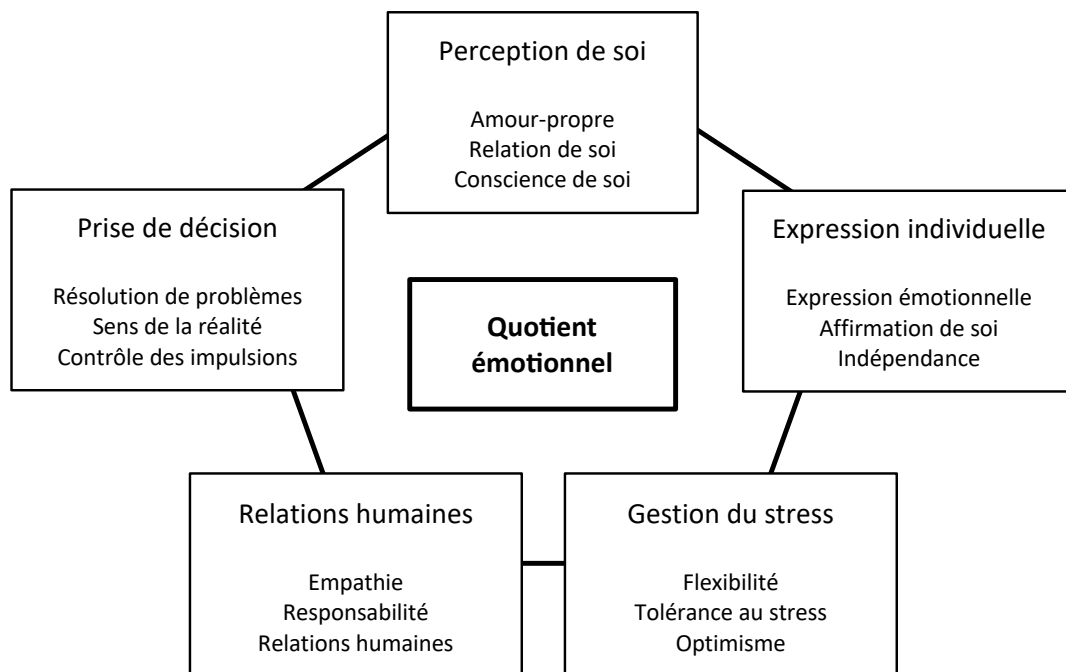 Perception de soi
Amour-propre
Relation de soi
Conscience de soi
Prise de décision
Résolution de problèmes
Sens de la réalité
Contrôle des impulsions
Expression individuelle
Expression émotionnelle
Affirmation de soi
Indépendance
Quotient
émotionnel
Relations humaines
Empathie
Responsabilité
Relations humaines
Gestion du stress
Flexibilité
Tolérance au stress
Optimisme